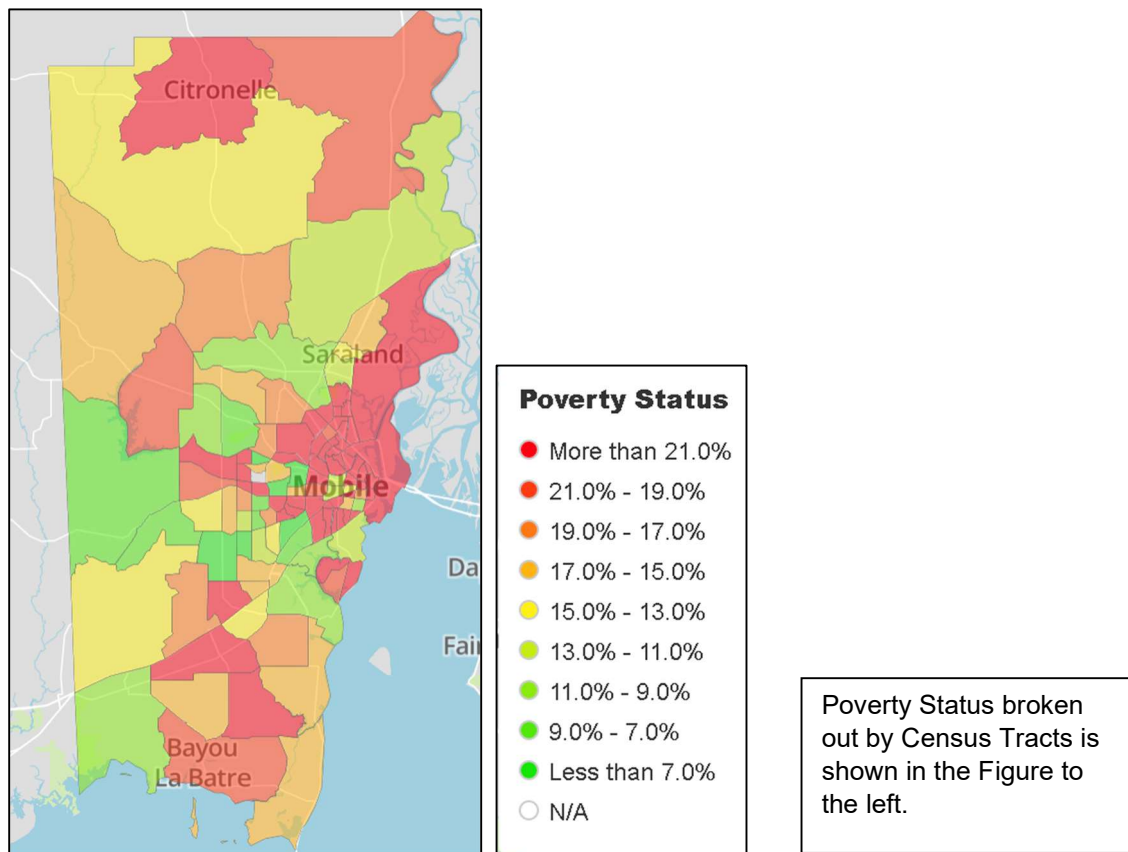 Citronelle
Saraland
Mobile
Da
Fai
Bayou
La Batre
Poverty Status
More than 21.0%
21.0% - 19.0%
19.0% - 17.0%
17.0% - 15.0%
15.0% - 13.0%
13.0% - 11.0%
11.0% - 9.0%
9.0% - 7.0%
Less than 7.0%
N/A
Poverty Status broken
out by Census Tracts is
shown in the Figure to
the left.